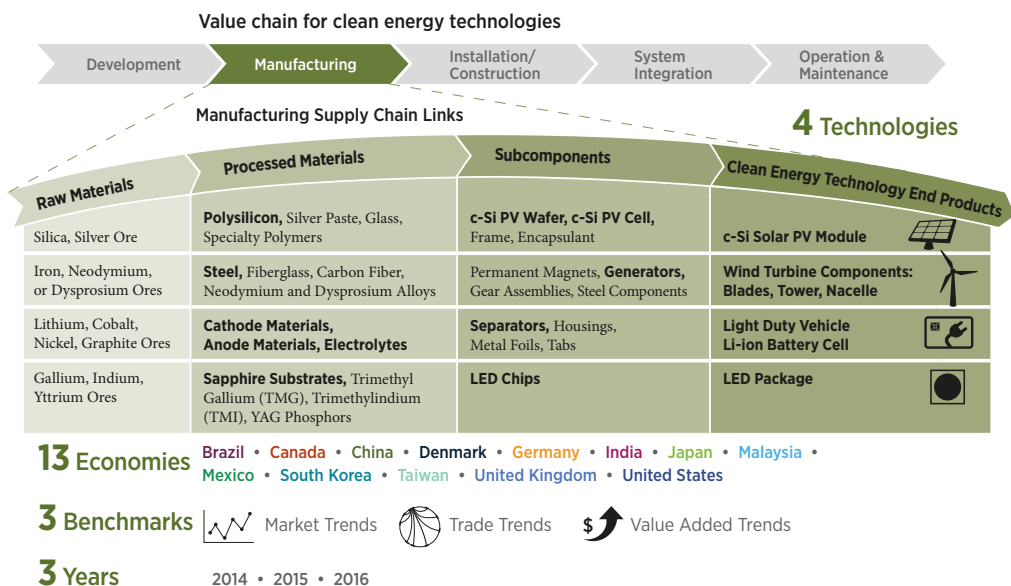 Value chain for clean energy technologies
Development
Manufacturing
Installation/
Construction
System
Integration
Operation &
Maintenance
Manufacturing Supply Chain Links
4 Technologies
Raw Materials
Processed Materials
Subcomponents
Clean Energy Technology End Products
Silica, Silver Ore
Polysilicon, Silver Paste, Glass,
Specialty Polymers
c-Si PV Wafer, c-Si PV Cell,
Frame, Encapsulant
c-Si Solar PV Module
Iron, Neodymium,
or Dysprosium Ores
Steel, Fiberglass, Carbon Fiber,
Neodymium and Dysprosium Alloys
Permanent Magnets, Generators,
Gear Assemblies, Steel Components
Wind Turbine Components:
Blades, Tower, Nacelle
Lithium, Cobalt,
Nickel, Graphite Ores
Cathode Materials,
Anode Materials, Electrolytes
Separators, Housings,
Metal Foils, Tabs
Light Duty Vehicle
Li-ion Battery Cell
Gallium, Indium,
Yttrium Ores
Sapphire Substrates, Trimethyl
Gallium (TMG), Trimethylindium
(TMI), YAG Phosphors
LED Chips
LED Package
13 Economies
Brazil • Canada • China • Denmark • Germany • India • Japan • Malaysia •
Mexico • South Korea • Taiwan • United Kingdom • United States
3 Benchmarks
Market Trends
Trade Trends
$
Value Added Trends
3 Years
2014 • 2015 • 2016